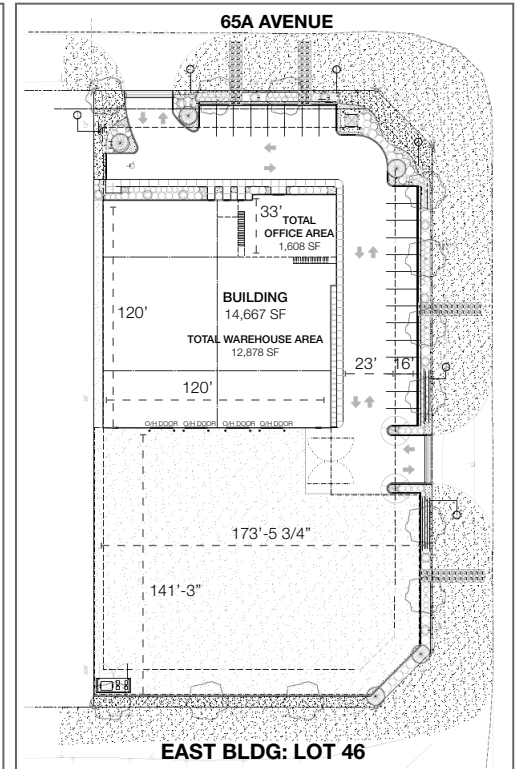 65A AVENUE
33'
TOTAL
OFFICE AREA
1,608 SF
BUILDING
14,667 SF
120'
TOTAL WAREHOUSE AREA
12,878 SF
23'
16'
120'
O/H DOOR O/H DOOR O/H DOOR O/H DOOR
173'-5 3/4"
141'-3"
EAST BLDG: LOT 46